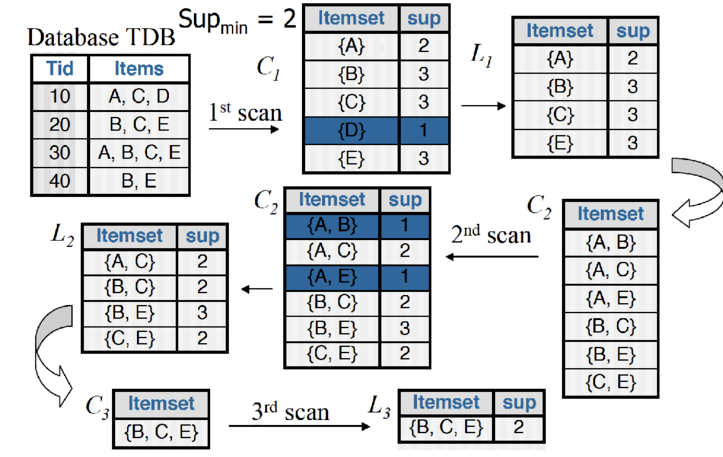 Sup_min = 2
Database TDB
Tid Items
10 A, C, D
20 B, C, E
30 A, B, C, E
40 B, E
1st scan
C1
Itemset sup
{A} 2
{B} 3
{C} 3
{D} 1
{E} 3
L1
Itemset sup
{A} 2
{B} 3
{C} 3
{E} 3
C2
Itemset
{A, B}
{A, C}
{A, E}
{B, C}
{B, E}
{C, E}
2nd scan
C2
Itemset sup
{A, B} 1
{A, C} 2
{A, E} 1
{B, C} 2
{B, E} 3
{C, E} 2
L2
Itemset sup
{A, C} 2
{B, C} 2
{B, E} 3
{C, E} 2
C3
Itemset
{B, C, E}
3rd scan
L3
Itemset sup
{B, C, E} 2